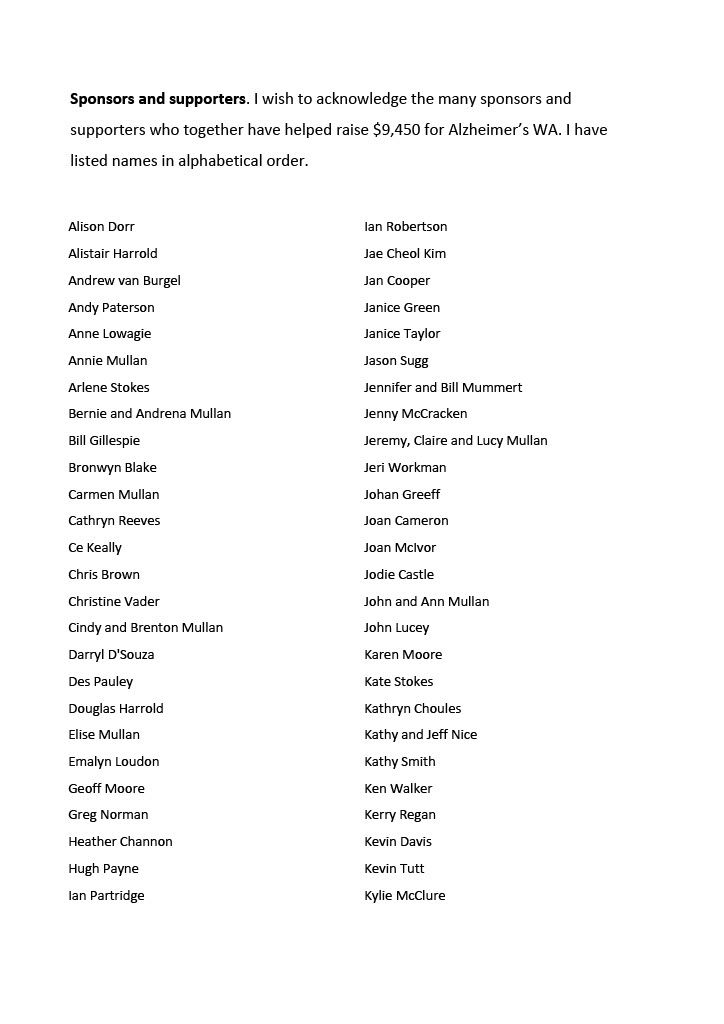 Sponsors and supporters. I wish to acknowledge the many sponsors and
supporters who together have helped raise $9,450 for Alzheimer’s WA. I have
listed names in alphabetical order.
Alison Dorr
Alistair Harrold
Andrew van Burgel
Andy Paterson
Anne Lowagie
Annie Mullan
Arlene Stokes
Bernie and Andrena Mullan
Bill Gillespie
Bronwyn Blake
Carmen Mullan
Cathryn Reeves
Ce Keally
Chris Brown
Christine Vader
Cindy and Brenton Mullan
Darryl D'Souza
Des Pauley
Douglas Harrold
Elise Mullan
Emalyn Loudon
Geoff Moore
Greg Norman
Heather Channon
Hugh Payne
Ian Partridge
Ian Robertson
Jae Cheol Kim
Jan Cooper
Janice Green
Janice Taylor
Jason Sugg
Jennifer and Bill Mummert
Jenny McCracken
Jeremy, Claire and Lucy Mullan
Jeri Workman
Johan Greeff
Joan Cameron
Joan McIvor
Jodie Castle
John and Ann Mullan
John Lucey
Karen Moore
Kate Stokes
Kathryn Choules
Kathy and Jeff Nice
Kathy Smith
Ken Walker
Kerry Regan
Kevin Davis
Kevin Tutt
Kylie McClure